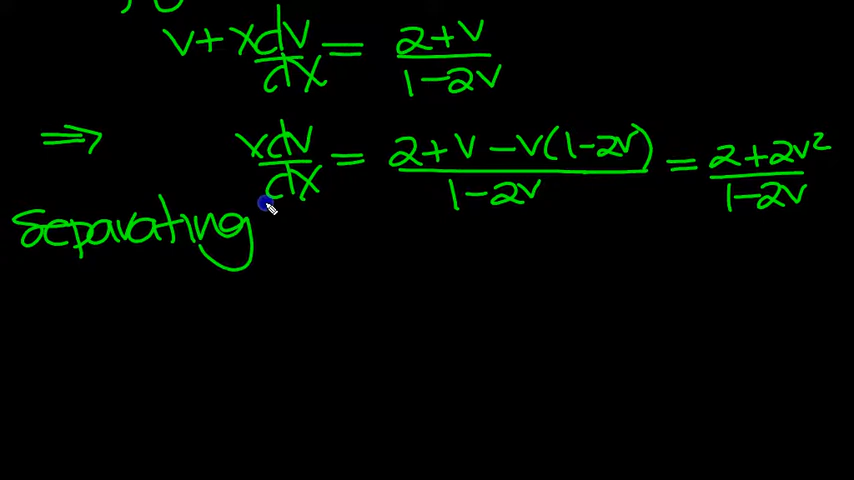 v + x dv/dx = (2 + v)/(1 - 2v)
⇒ x dv/dx = (2 + v - v(1 - 2v))/(1 - 2v) = (2 + 2v²)/(1 - 2v)
Separating